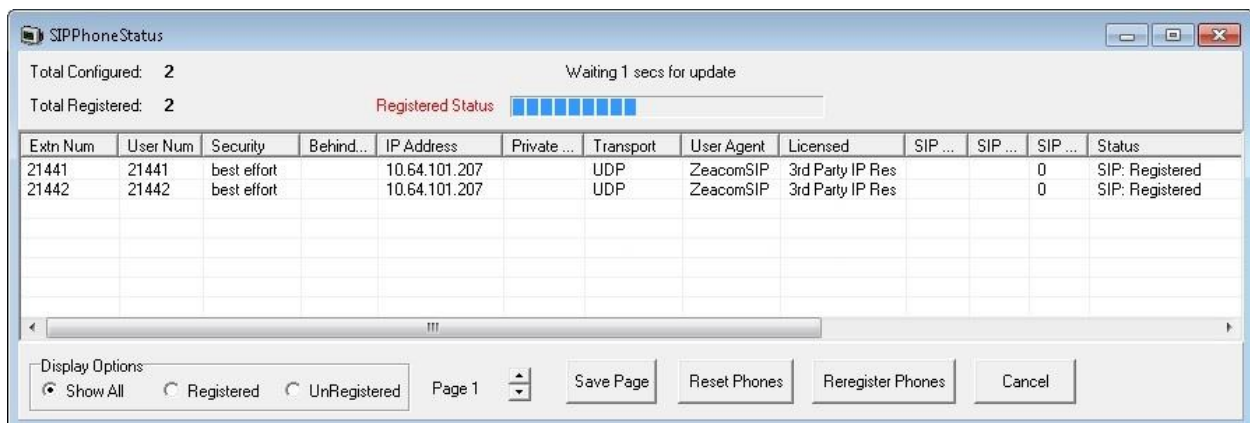 SIPPhoneStatus
Total Configured: 2 Waiting 1 secs for update
Total Registered: 2 Registered Status
Extn Num User Num Security Behind... IP Address Private ... Transport User Agent Licensed SIP ... SIP ... SIP ... Status
21441 21441 best effort 10.64.101.207 UDP ZeacomSIP 3rd Party IP Res 0 SIP: Registered
21442 21442 best effort 10.64.101.207 UDP ZeacomSIP 3rd Party IP Res 0 SIP: Registered
Display Options
Show All Registered UnRegistered Page 1 Save Page Reset Phones Reregister Phones Cancel